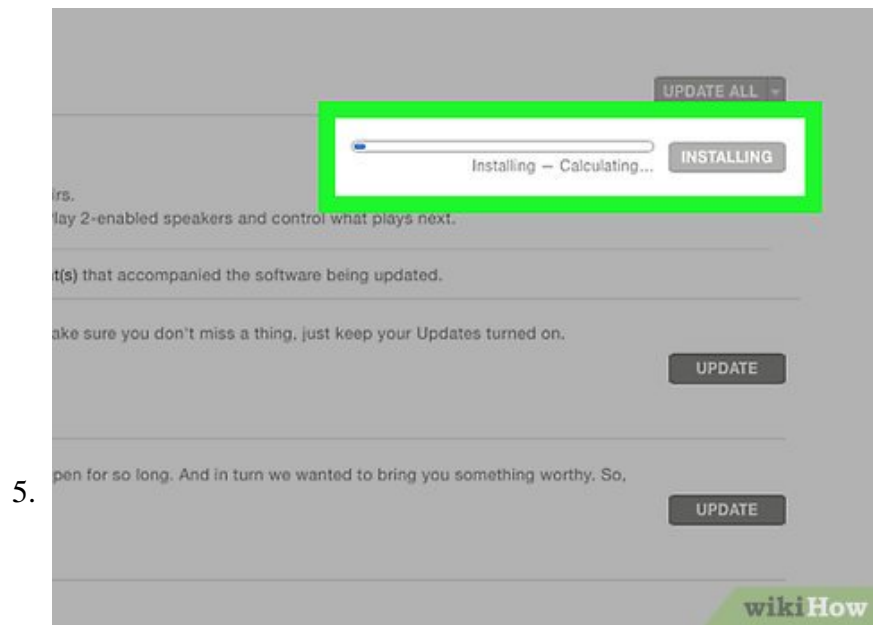 UPDATE ALL
Installing — Calculating...
INSTALLING
irs.
lay 2-enabled speakers and control what plays next.
t(s) that accompanied the software being updated.
ake sure you don't miss a thing, just keep your Updates turned on.
UPDATE
pen for so long. And in turn we wanted to bring you something worthy. So,
5.
UPDATE
wikiHow